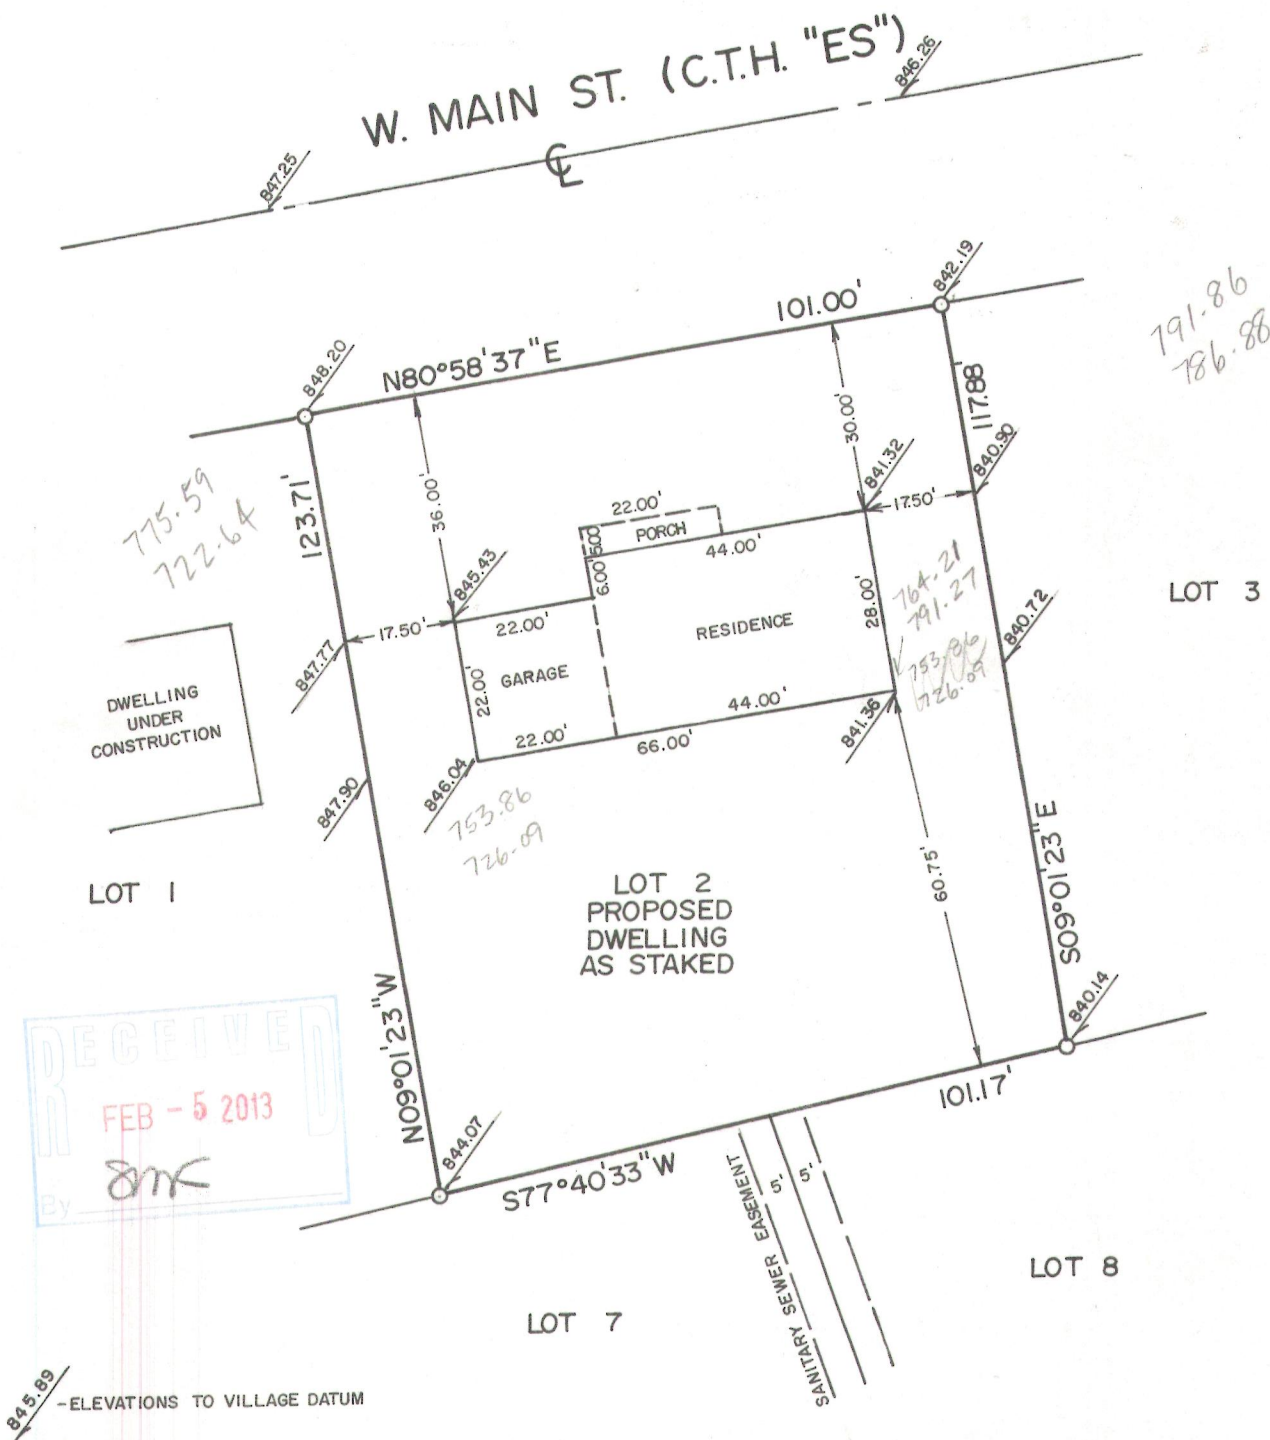 W. MAIN ST. (C.T.H. "ES")
846.26
847.25
℄
842.19
101.00'
791.86
786.88
848.20
N80°58'37"E
117.88'
30.00'
841.32
840.90
36.00'
123.71'
775.59
722.64
17.50'
22.00'
PORCH
5.00
44.00'
845.43
6.00'
764.21
791.27
LOT 3
17.50'
22.00'
RESIDENCE
28.00'
840.72
847.77
22.00'
GARAGE
753.86
726.09
DWELLING
UNDER
CONSTRUCTION
44.00'
841.36
22.00'
66.00'
846.04
847.90
753.86
726.09
LOT 1
LOT 2
PROPOSED
DWELLING
AS STAKED
60.75'
S09°01'23"E
N09°01'23"W
840.14
RECEIVED
FEB - 5 2013
By SMK
844.07
101.17'
S77°40'33"W
5'
5'
SANITARY SEWER EASEMENT
LOT 8
LOT 7
845.89
-ELEVATIONS TO VILLAGE DATUM